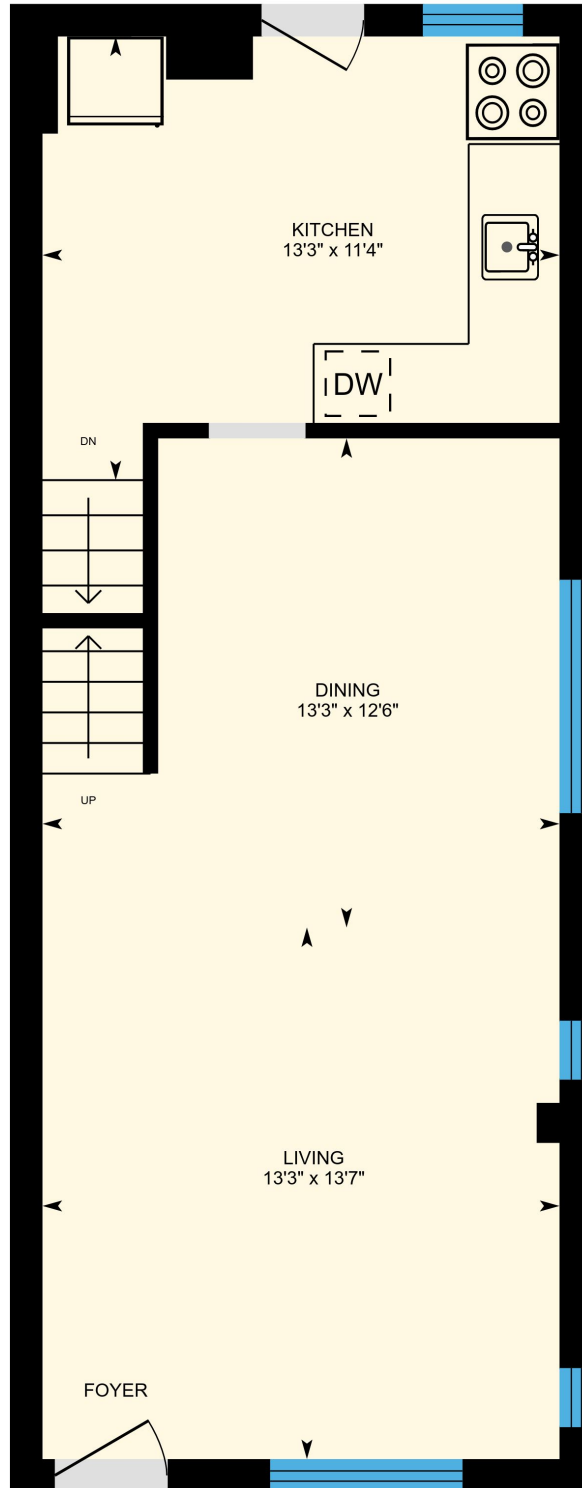 KITCHEN
13'3" x 11'4"
DW
DN
DINING
13'3" x 12'6"
UP
LIVING
13'3" x 13'7"
FOYER